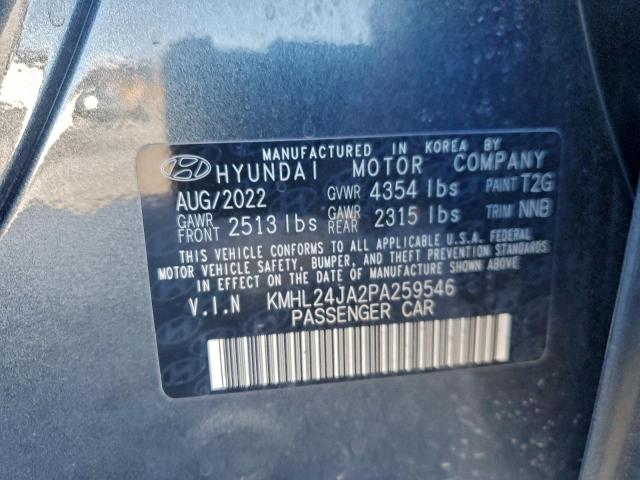 MANUFACTURED IN KOREA BY
HYUNDAI MOTOR COMPANY
AUG/2022 GVWR 4354 lbs PAINT T2G
GAWR FRONT 2513 lbs GAWR REAR 2315 lbs TRIM NNB
THIS VEHICLE CONFORMS TO ALL APPLICABLE U.S.A. FEDERAL
MOTOR VEHICLE SAFETY, BUMPER, AND THEFT PREVENTION STANDARDS
IN EFFECT ON THE DATE OF MANUFACTURE SHOWN ABOVE.
V.I.N KMHL24JA2PA259546
PASSENGER CAR